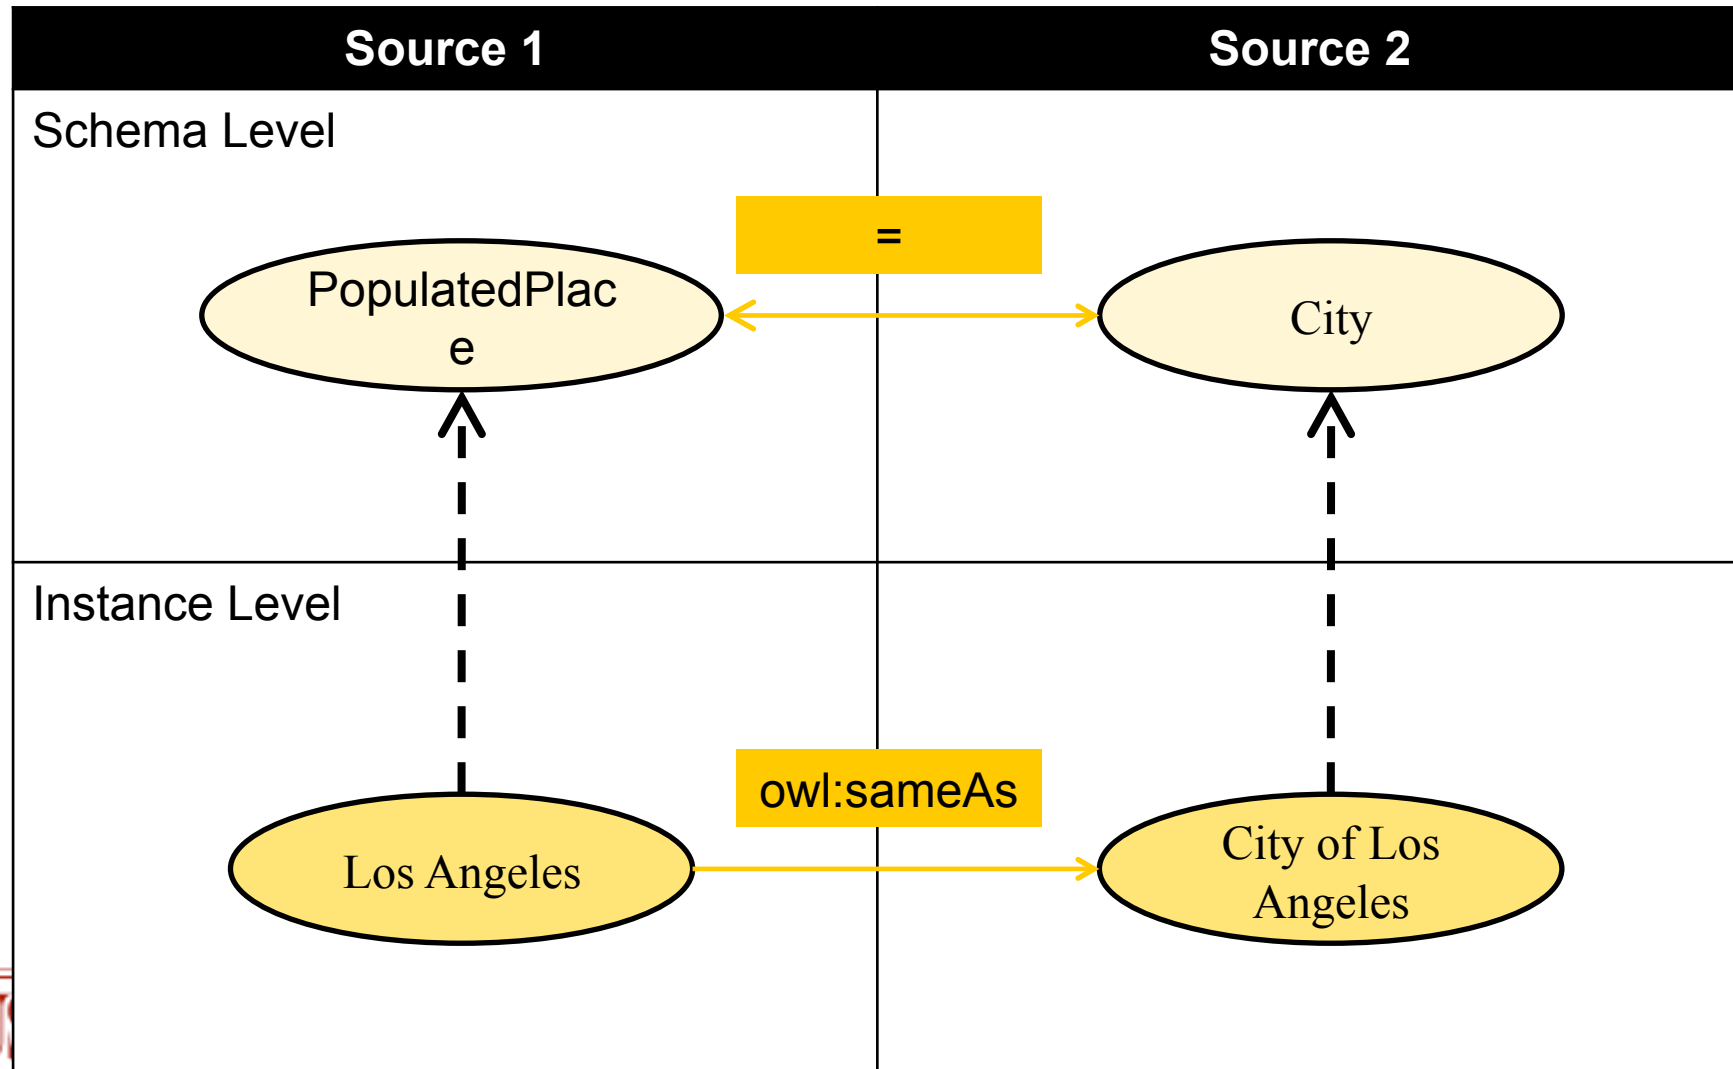 Source 1
Source 2
Schema Level
=
PopulatedPlac
e
City
Instance Level
owl:sameAs
Los Angeles
City of Los
Angeles